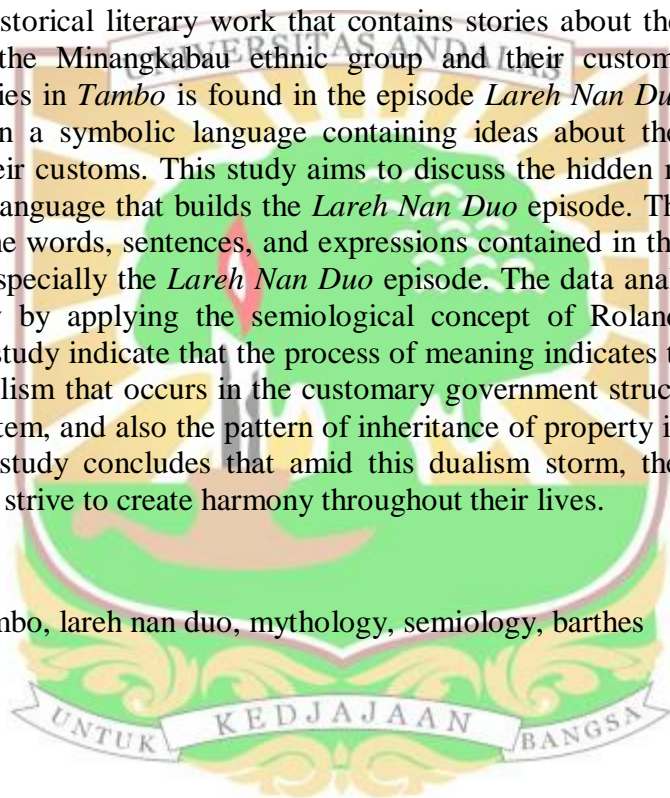 storical literary work that contains stories about the
the Minangkabau ethnic group and their custom
UNIVERSITAS ANDALAS
ies in Tambo is found in the episode Lareh Nan Du
n a symbolic language containing ideas about the
eir customs. This study aims to discuss the hidden
language that builds the Lareh Nan Duo episode. Th
he words, sentences, and expressions contained in th
specially the Lareh Nan Duo episode. The data ana
by applying the semiological concept of Roland
study indicate that the process of meaning indicates t
lism that occurs in the customary government struc
tem, and also the pattern of inheritance of property i
study concludes that amid this dualism storm, the
strive to create harmony throughout their lives.
mbo, lareh nan duo, mythology, semiology, barthes
UNTUK KEDJAJAAN BANGSA